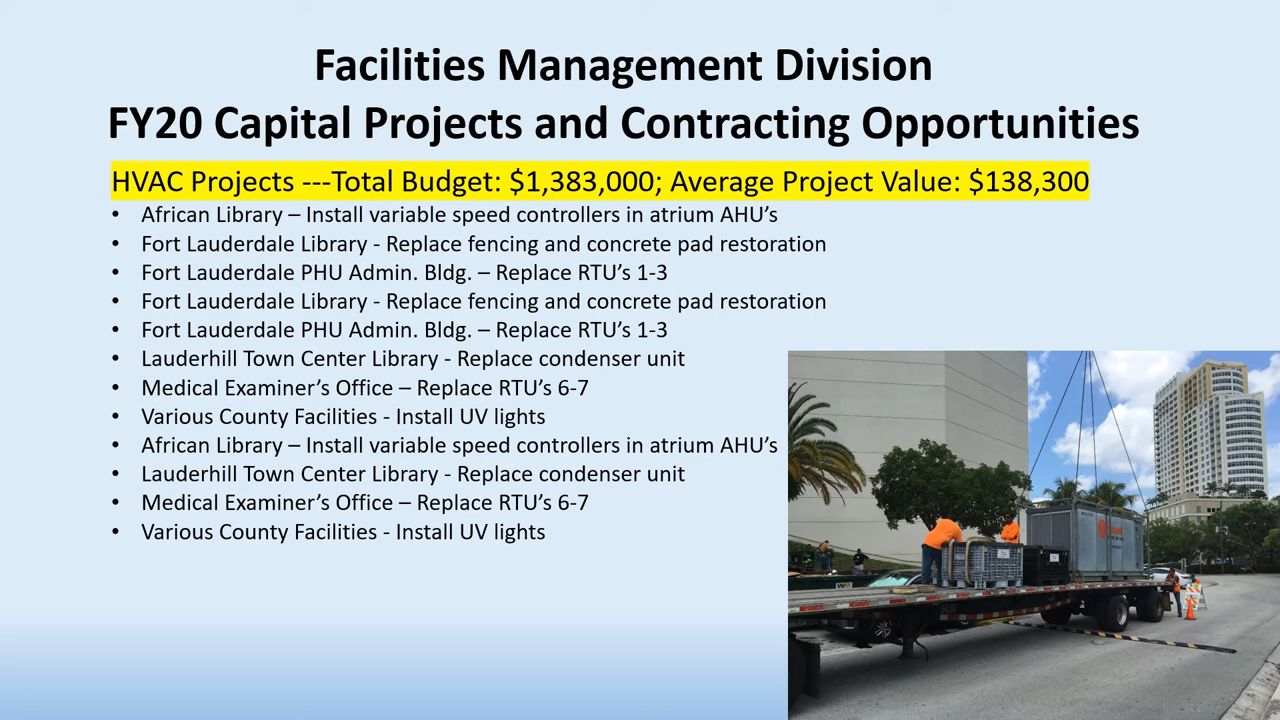 Facilities Management Division
FY20 Capital Projects and Contracting Opportunities
HVAC Projects ---Total Budget: $1,383,000; Average Project Value: $138,300
• African Library – Install variable speed controllers in atrium AHU's
• Fort Lauderdale Library - Replace fencing and concrete pad restoration
• Fort Lauderdale PHU Admin. Bldg. – Replace RTU's 1-3
• Fort Lauderdale Library - Replace fencing and concrete pad restoration
• Fort Lauderdale PHU Admin. Bldg. – Replace RTU's 1-3
• Lauderhill Town Center Library - Replace condenser unit
• Medical Examiner's Office – Replace RTU's 6-7
• Various County Facilities - Install UV lights
• African Library – Install variable speed controllers in atrium AHU's
• Lauderhill Town Center Library - Replace condenser unit
• Medical Examiner's Office – Replace RTU's 6-7
• Various County Facilities - Install UV lights